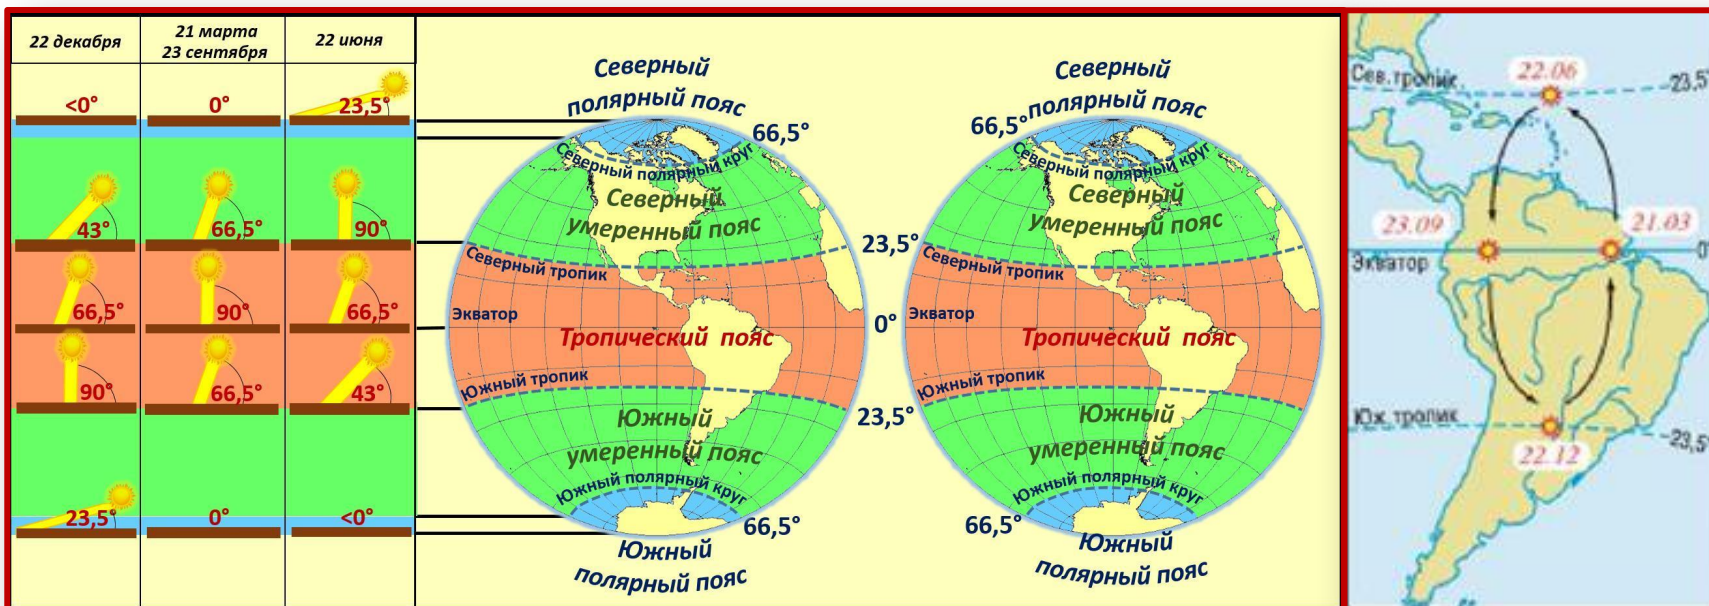 22 декабря
21 марта
23 сентября
22 июня
<0°
0°
23,5°
43°
66,5°
90°
66,5°
90°
66,5°
90°
66,5°
43°
23,5°
0°
<0°
Северный
полярный пояс
66,5°
Северный полярный круг
Северный
умеренный пояс
23,5°
Северный тропик
Экватор
0°
Тропический пояс
Южный тропик
23,5°
Южный
умеренный пояс
Южный полярный круг
66,5°
Южный
полярный пояс
Северный
полярный пояс
66,5°
Северный полярный круг
Северный
умеренный пояс
Северный тропик
Экватор
Тропический пояс
Южный тропик
Южный
умеренный пояс
Южный полярный круг
66,5°
Южный
полярный пояс
22.06
Сев. тропик
23,5°
23.09
21.03
Экватор
0°
Юж. тропик
23,5°
22.12